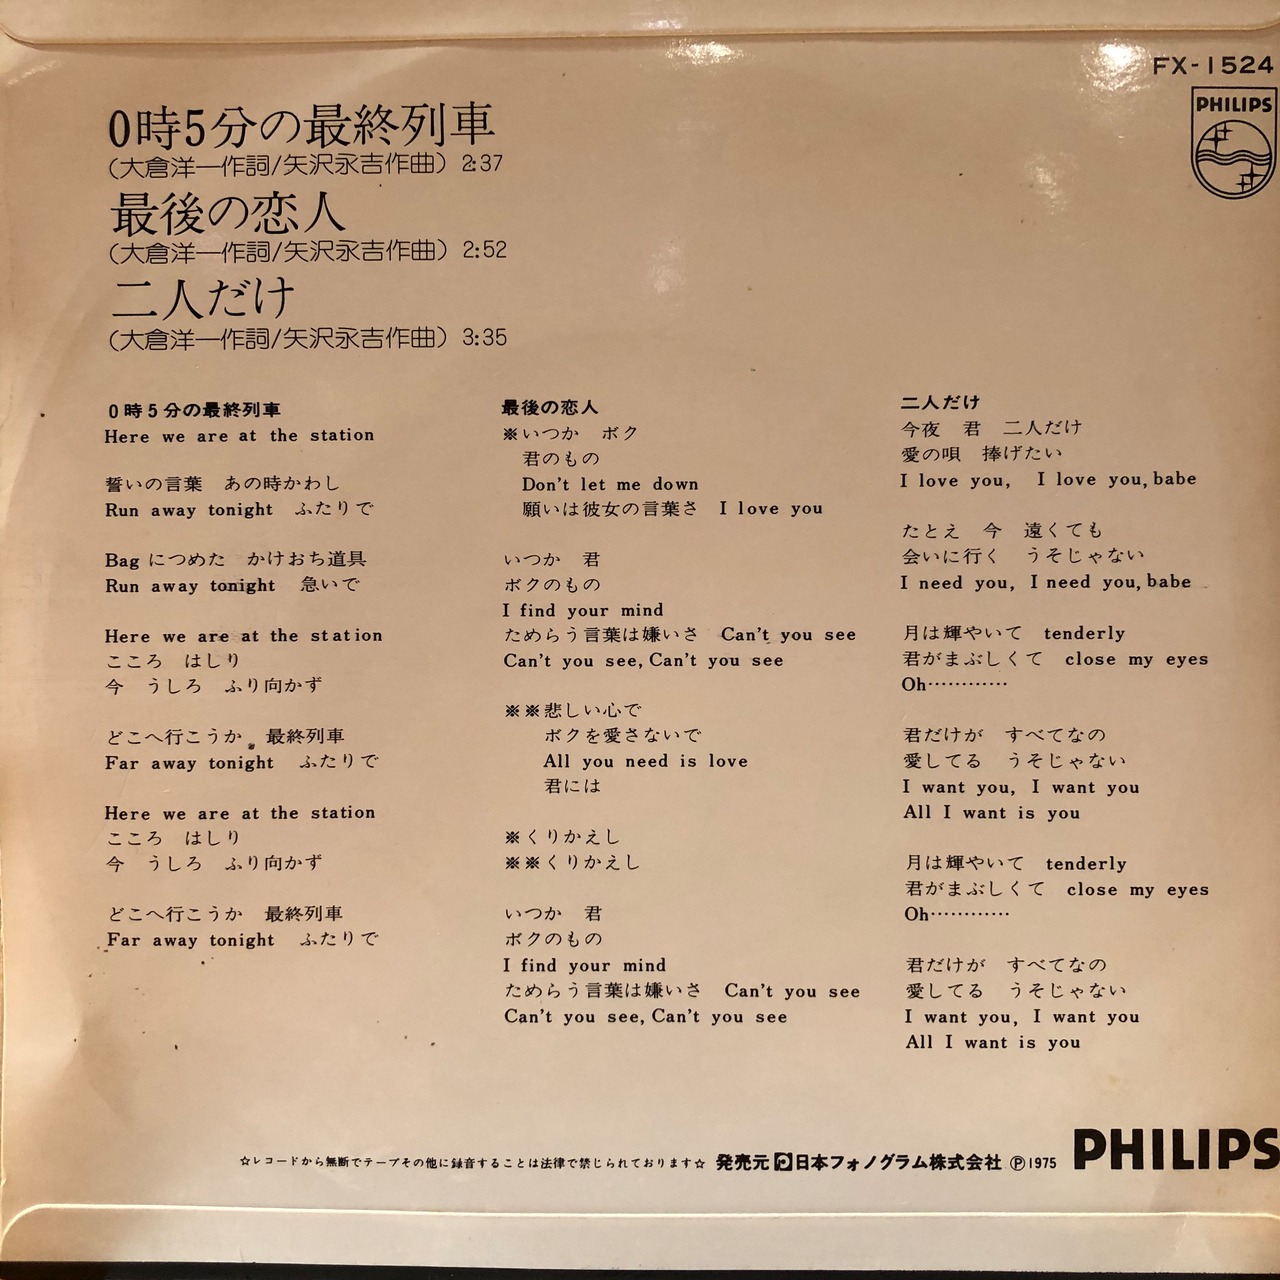 FX-1524
PHILIPS
0時5分の最終列車
(大倉洋一作詞/矢沢永吉作曲) 2:37
最後の恋人
(大倉洋一作詞/矢沢永吉作曲) 2:52
二人だけ
(大倉洋一作詞/矢沢永吉作曲) 3:35
0時5分の最終列車
Here we are at the station
誓いの言葉　あの時かわし
Run away tonight　ふたりで
Bagにつめた　かけおち道具
Run away tonight　急いで
Here we are at the station
こころ　はしり
今　うしろ　ふり向かず
どこへ行こうか　最終列車
Far away tonight　ふたりで
Here we are at the station
こころ　はしり
今　うしろ　ふり向かず
どこへ行こうか　最終列車
Far away tonight　ふたりで
最後の恋人
※いつか　ボク
君のもの
Don't let me down
願いは彼女の言葉さ　I love you
いつか　君
ボクのもの
I find your mind
ためらう言葉は嫌いさ　Can't you see
Can't you see, Can't you see
※※悲しい心で
ボクを愛さないで
All you need is love
君には
※くりかえし
※※くりかえし
いつか　君
ボクのもの
I find your mind
ためらう言葉は嫌いさ　Can't you see
Can't you see, Can't you see
二人だけ
今夜　君　二人だけ
愛の唄　捧げたい
I love you,　I love you, babe
たとえ　今　遠くても
会いに行く　うそじゃない
I need you, I need you, babe
月は輝やいて　tenderly
君がまぶしくて　close my eyes
Oh…………
君だけが　すべてなの
愛してる　うそじゃない
I want you, I want you
All I want is you
月は輝やいて　tenderly
君がまぶしくて　close my eyes
Oh…………
君だけが　すべてなの
愛してる　うそじゃない
I want you, I want you
All I want is you
☆レコードから無断でテープその他に録音することは法律で禁じられております☆ 発売元 日本フォノグラム株式会社 Ⓟ1975 PHILIPS